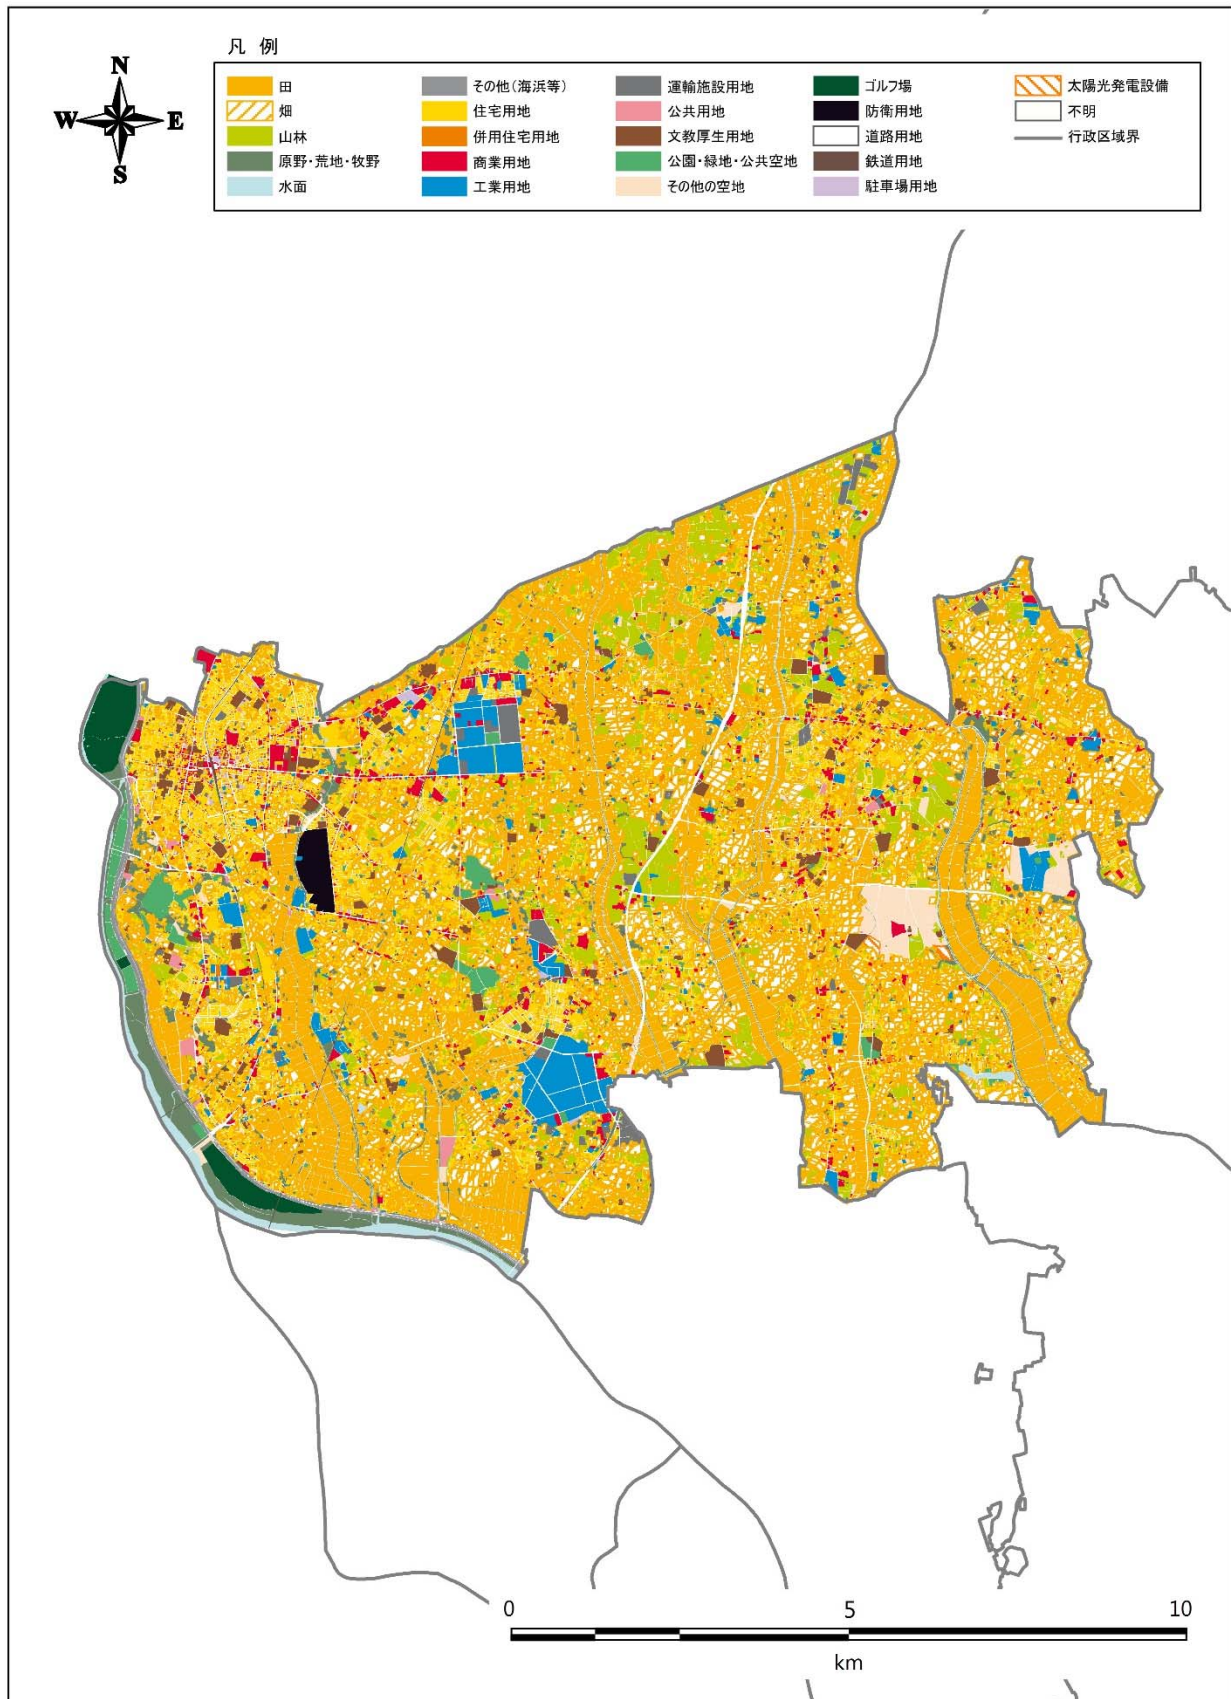 凡 例
N
W E
S
田
畑
山林
原野・荒地・牧野
水面
その他(海浜等)
住宅用地
併用住宅用地
商業用地
工業用地
運輸施設用地
公共用地
文教厚生用地
公園・緑地・公共空地
その他の空地
ゴルフ場
防衛用地
道路用地
鉄道用地
駐車場用地
太陽光発電設備
不明
行政区域界
0 5 10
km